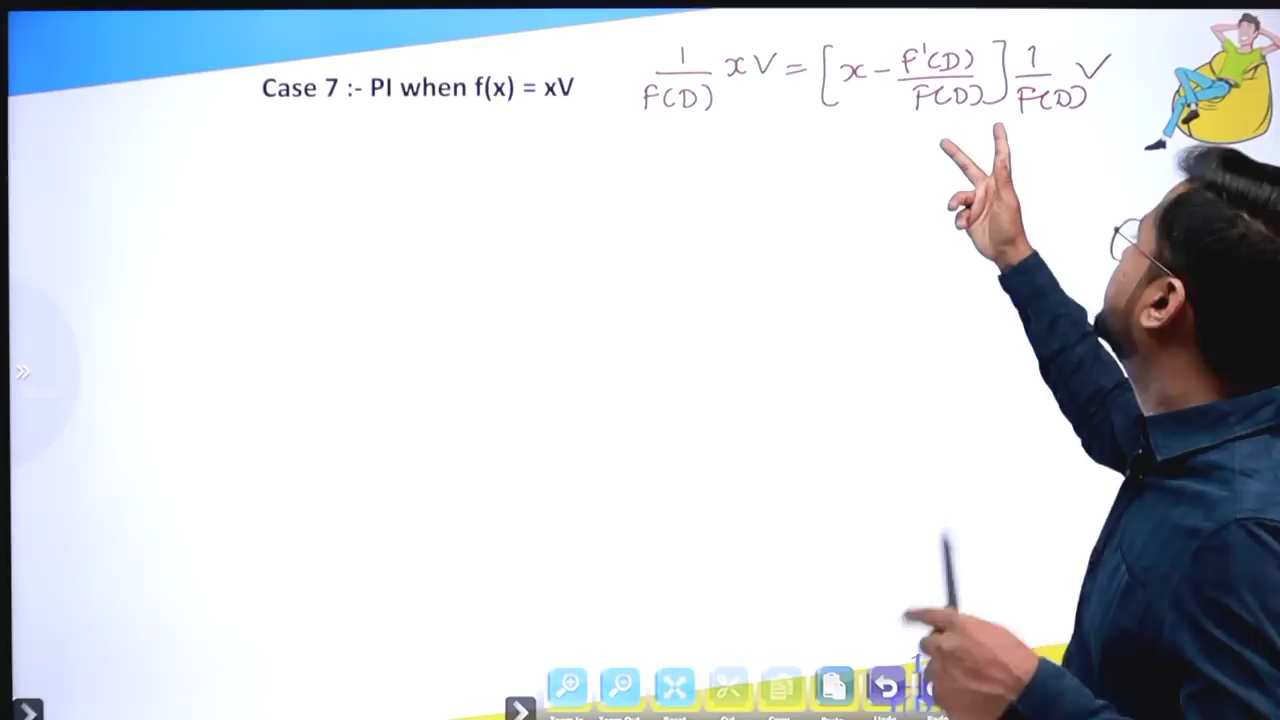 Case 7 :- PI when f(x) = xV
1/F(D) xV = [x - F'(D)/F(D)] 1/F(D) V